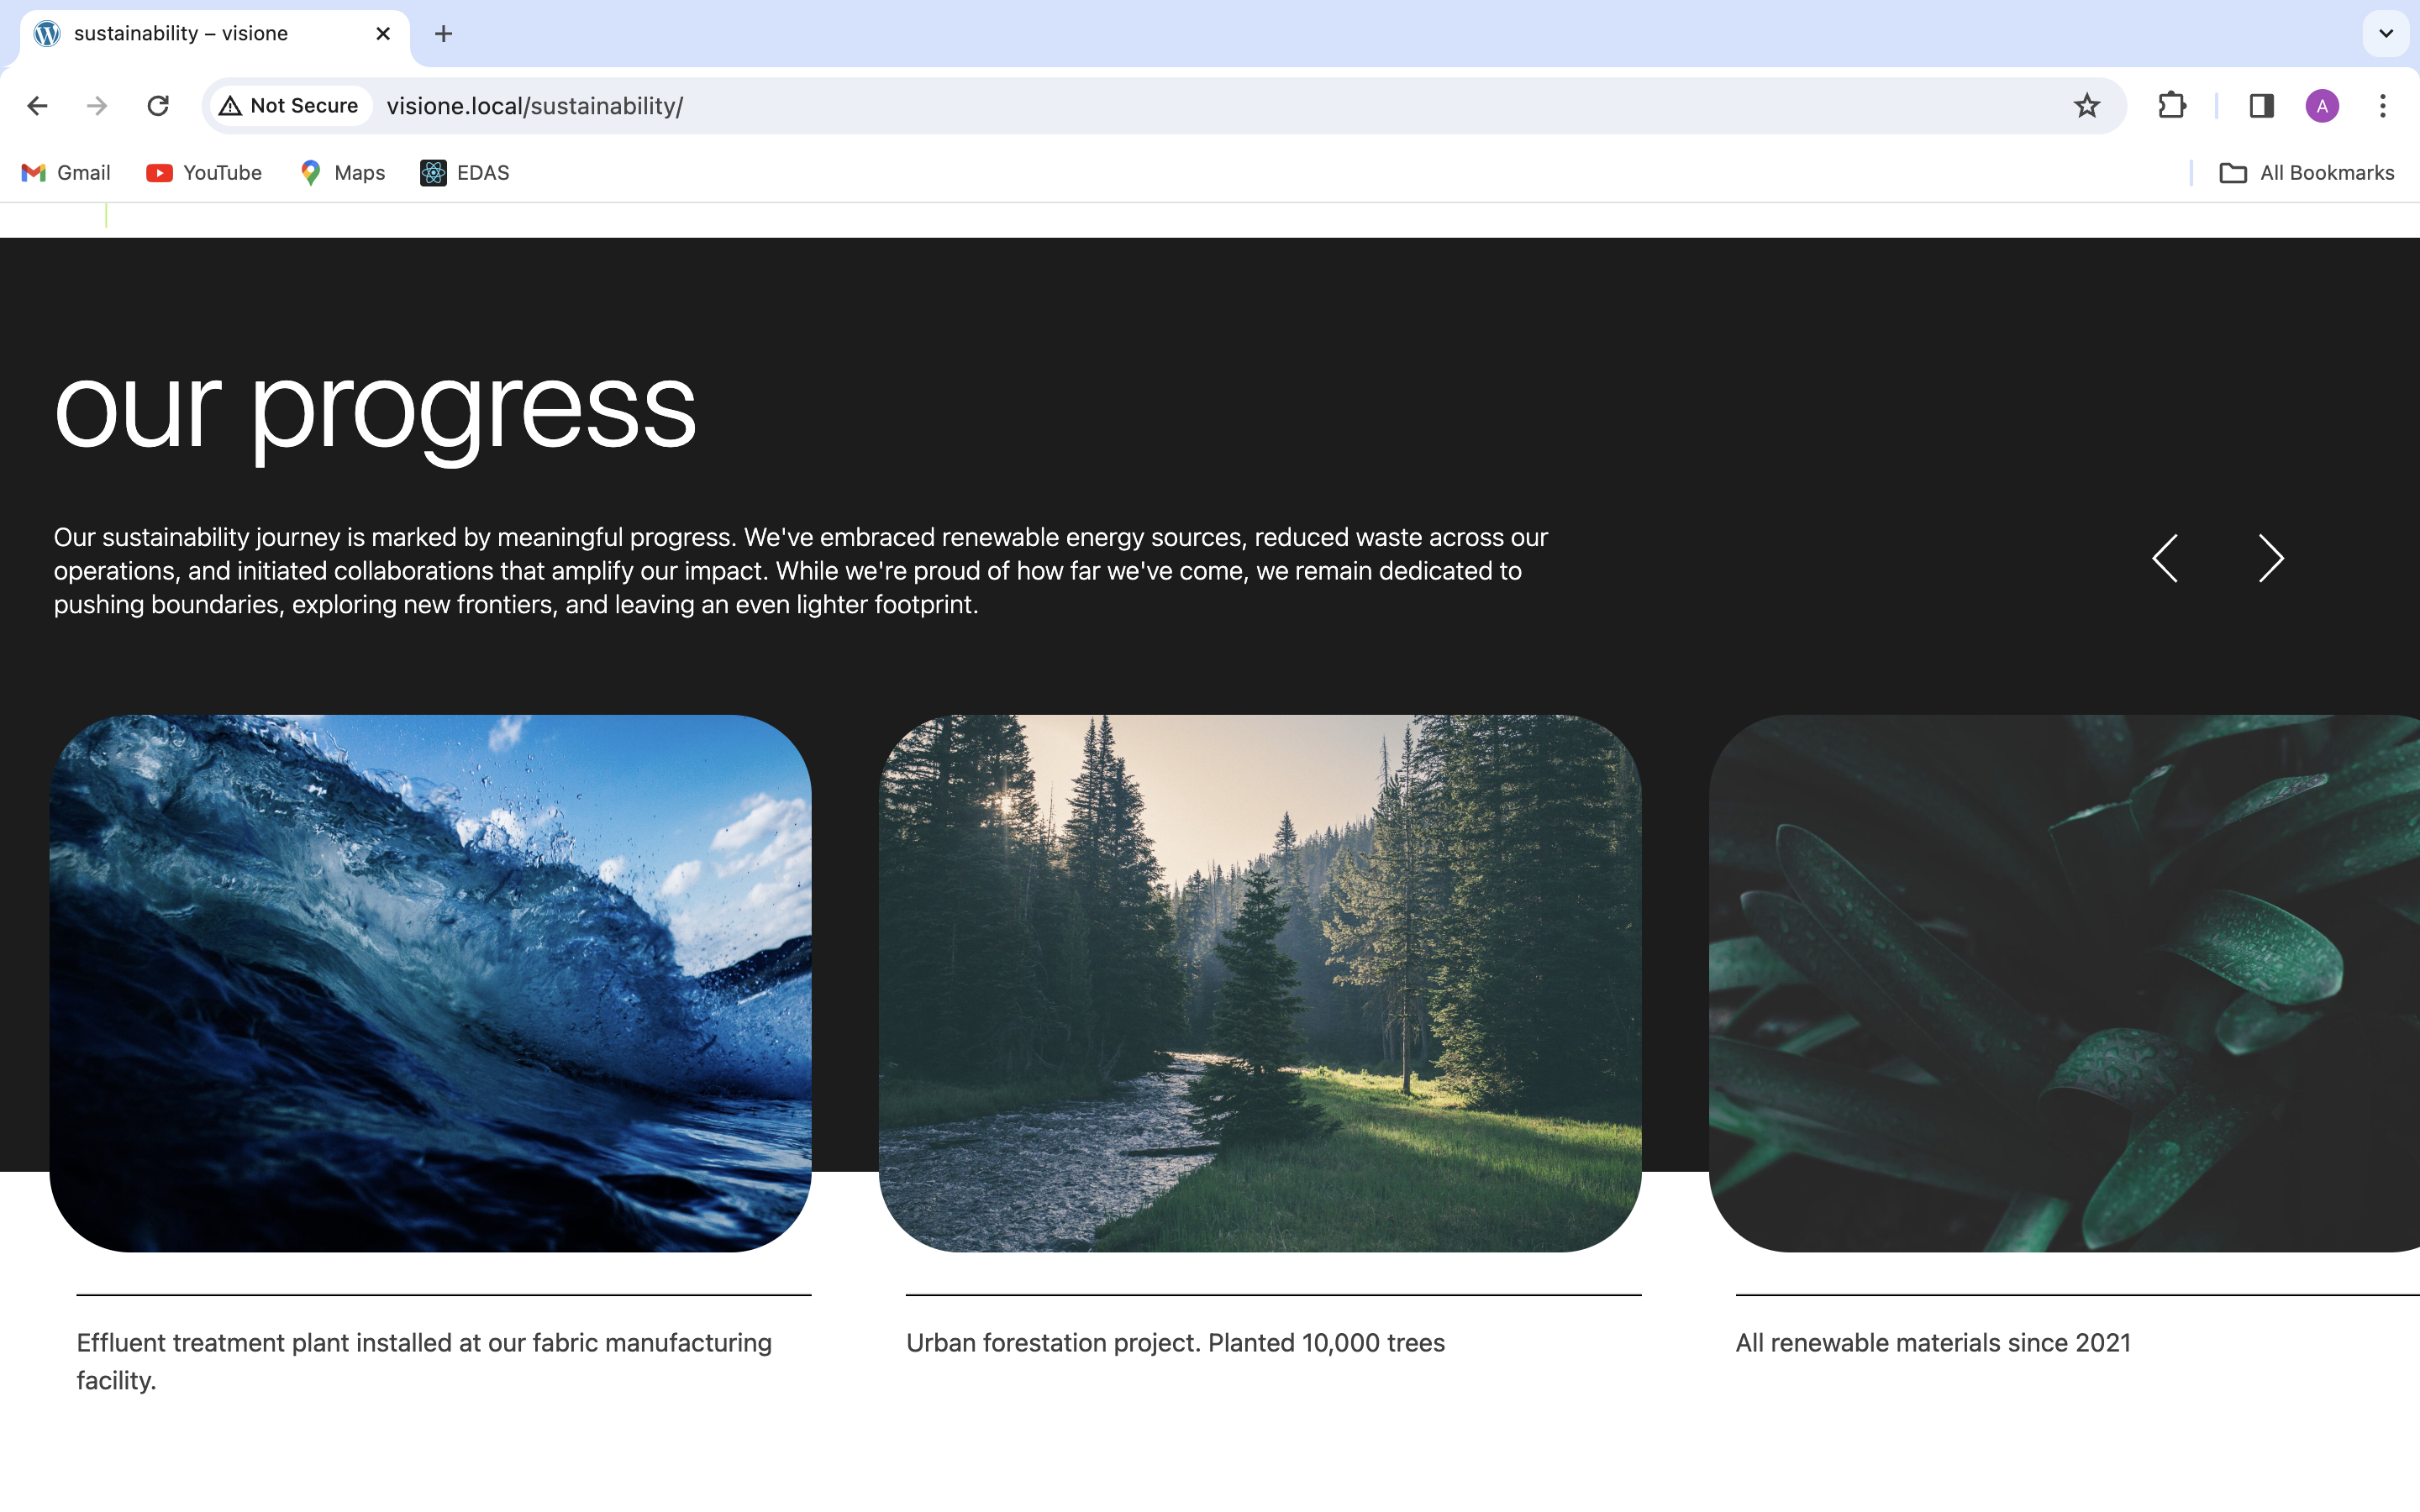 sustainability – visione
Not Secure
visione.local/sustainability/
A
Gmail
YouTube
Maps
EDAS
All Bookmarks
our progress
Our sustainability journey is marked by meaningful progress. We've embraced renewable energy sources, reduced waste across our
operations, and initiated collaborations that amplify our impact. While we're proud of how far we've come, we remain dedicated to
pushing boundaries, exploring new frontiers, and leaving an even lighter footprint.
Effluent treatment plant installed at our fabric manufacturing
facility.
Urban forestation project. Planted 10,000 trees
All renewable materials since 2021